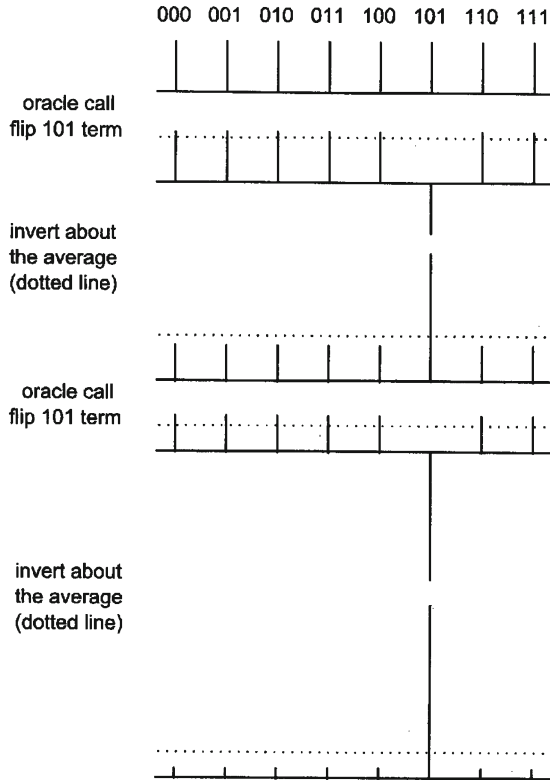 000 001 010 011 100 101 110 111
oracle call
flip 101 term
invert about
the average
(dotted line)
oracle call
flip 101 term
invert about
the average
(dotted line)